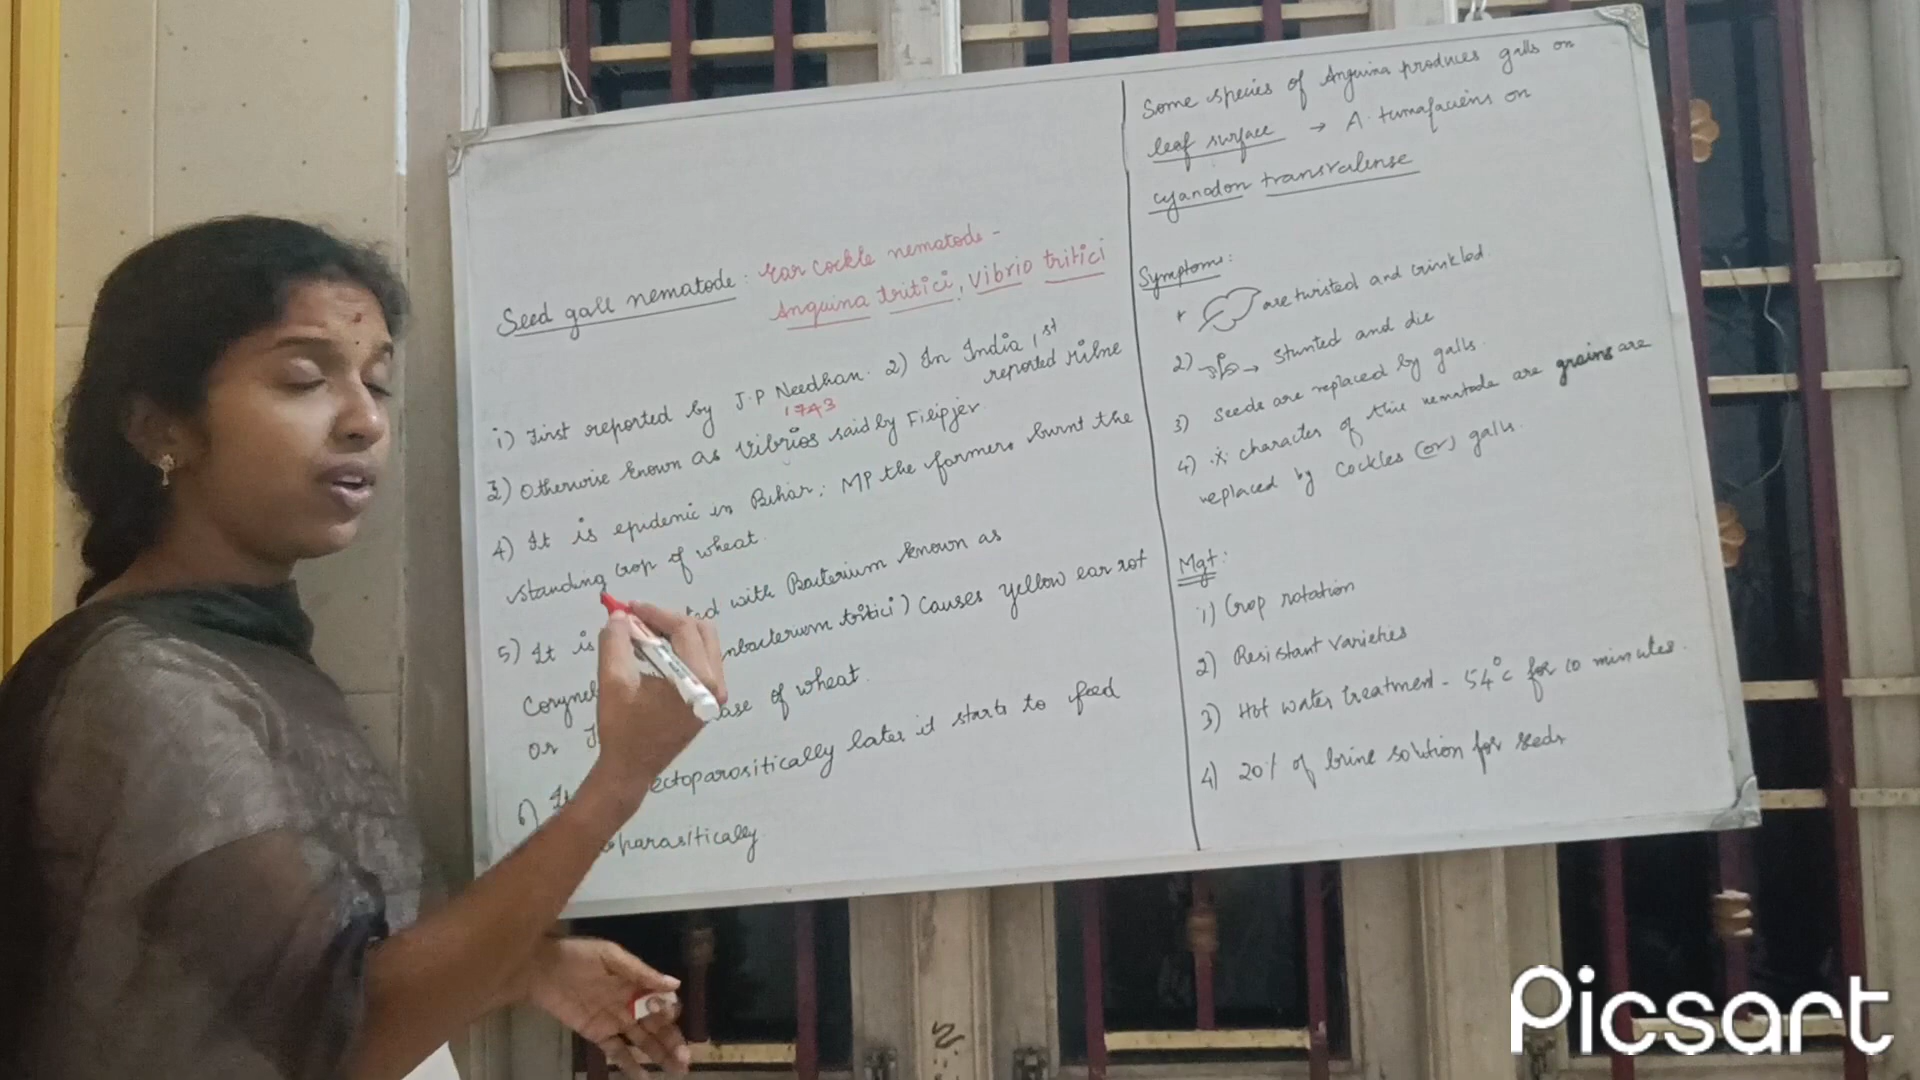 Seed gall nematode: Ear cockle nematode -
Anguina tritici, Vibrio tritici
1) First reported by J.P Needham. 2) In India, 1st
1743
reported Milne
3) Otherwise known as Vibrios said by Filipjev.
4) It is epidemic in Bihar; MP the farmers burnt the
standing crop of wheat.
5) It is with Bacterium known as
tritici) causes yellow ear rot
or of wheat.
6) ectoparasitically later it starts to feed
parasitically
Some species of Anguina produces galls on
leaf surface → A. tumafaciens on
cyanodon transvalense
Symptoms:
* are twisted and crinkled.
2) → stunted and die
3) seeds are replaced by galls.
4) character of this nematode are grains are
replaced by Cockles (or) galls.
Mgt:
1) Crop rotation
2) Resistant varieties
3) Hot water treatment - 54°c for 10 minutes.
4) 20% of brine solution for seeds
Picsart